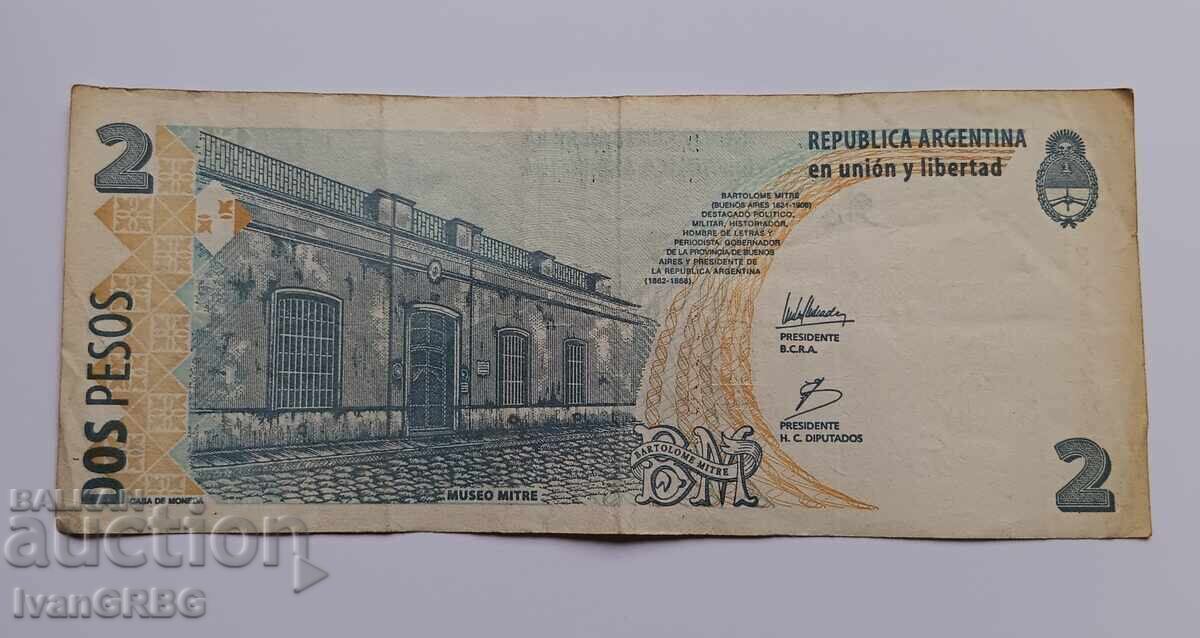 2
DOS PESOS
CASA DE MONEDA
MUSEO MITRE
REPUBLICA ARGENTINA
en unión y libertad
BARTOLOME MITRE
(BUENOS AIRES 1821-1906)
DESTACADO POLITICO,
MILITAR, HISTORIADOR,
HOMBRE DE LETRAS Y
PERIODISTA. GOBERNADOR
DE LA PROVINCIA DE BUENOS
AIRES Y PRESIDENTE DE
LA REPUBLICA ARGENTINA
(1862-1868).
PRESIDENTE
B.C.R.A.
PRESIDENTE
H. C. DIPUTADOS
BM
BARTOLOME MITRE
2
BALKAN
auction
IvanGRBG